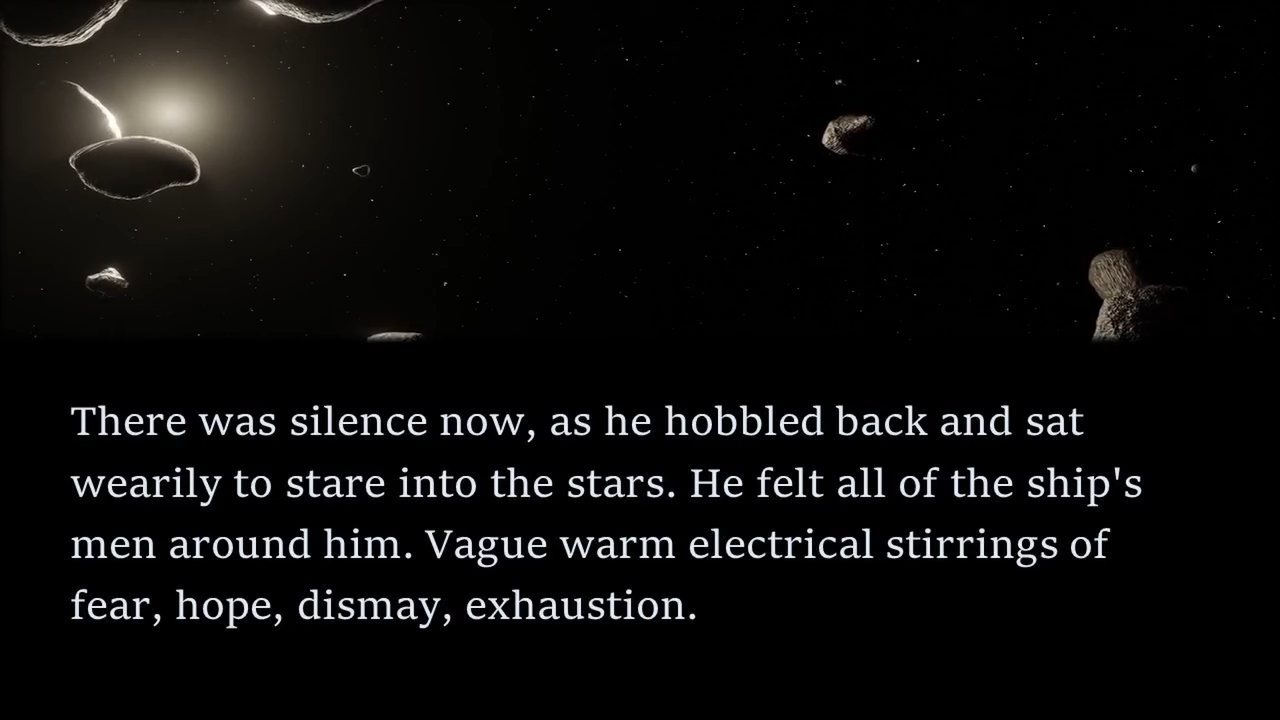 There was silence now, as he hobbled back and sat
wearily to stare into the stars. He felt all of the ship's
men around him. Vague warm electrical stirrings of
fear, hope, dismay, exhaustion.